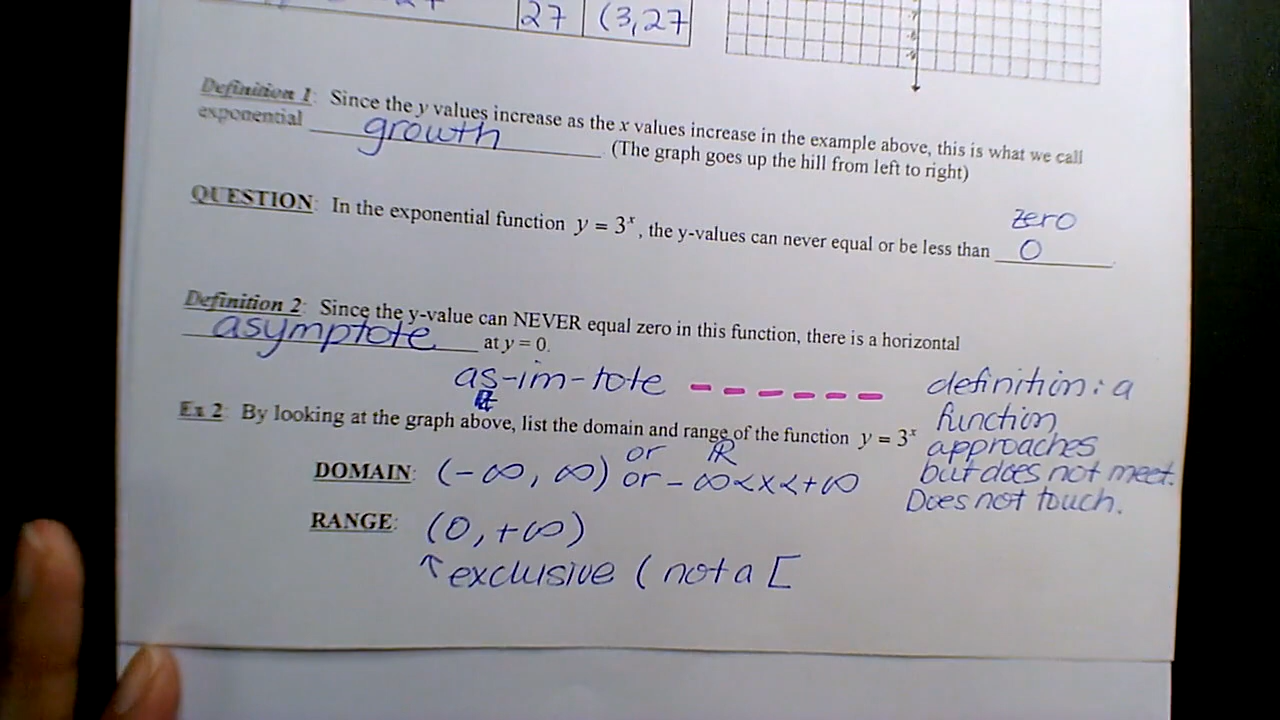 27 (3,27
Definition 1: Since the y values increase as the x values increase in the example above, this is what we call
exponential growth (The graph goes up the hill from left to right)
zero
QUESTION: In the exponential function y = 3ˣ, the y-values can never equal or be less than 0.
Definition 2: Since the y-value can NEVER equal zero in this function, there is a horizontal
asymptote at y = 0.
as-im-tote
definition: a
function
approaches
but does not meet.
Does not touch.
Ex 2: By looking at the graph above, list the domain and range of the function y = 3ˣ
or ℝ
DOMAIN: (-∞, ∞) or -∞<x<+∞
RANGE: (0, +∞)
↑ exclusive ( not a [